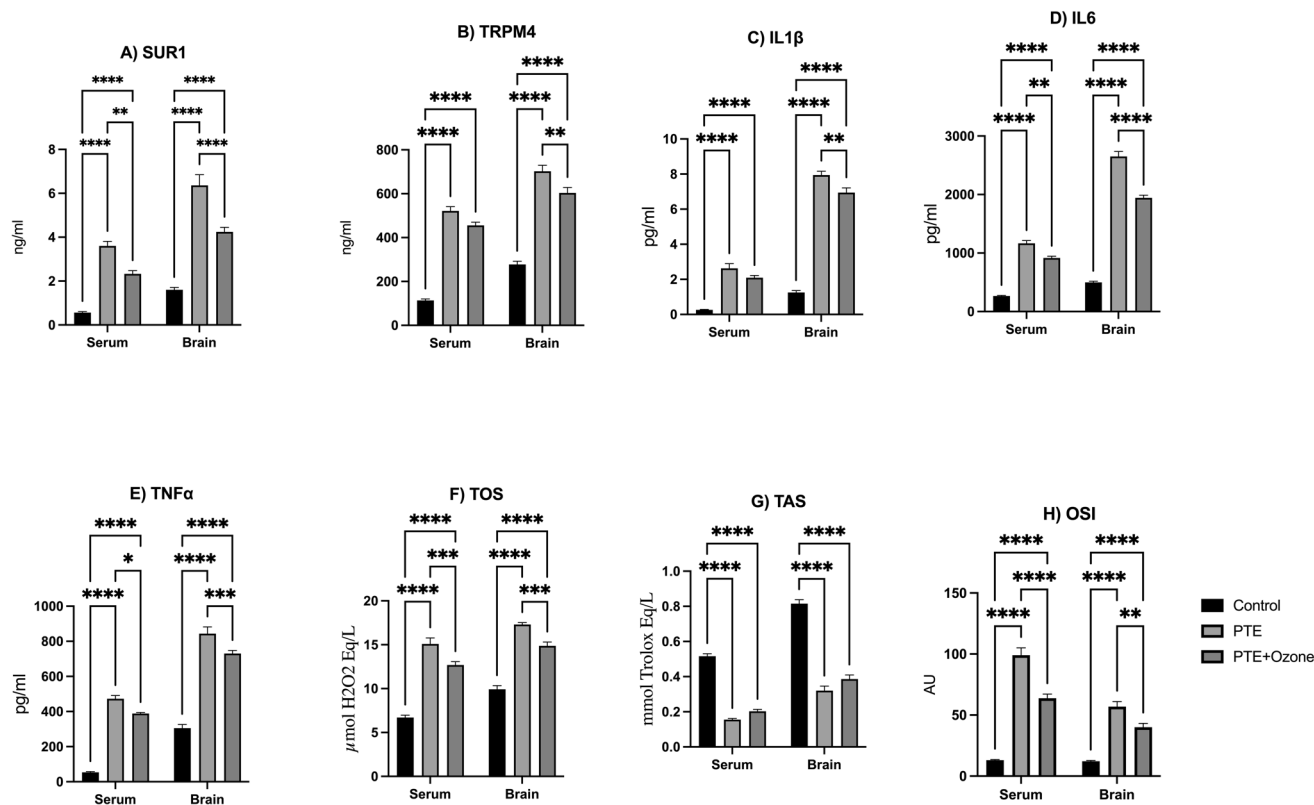 A) SUR1
****
****
**
****
****
****
****
ng/ml
8
6
4
2
0
Serum
Brain
B) TRPM4
****
****
****
****
**
ng/ml
800
600
400
200
0
Serum
Brain
C) IL1β
****
****
****
****
**
pg/ml
10
8
6
4
2
0
Serum
Brain
D) IL6
****
****
**
****
****
****
****
pg/ml
3000
2000
1000
0
Serum
Brain
E) TNFα
****
****
*
****
****
****
***
pg/ml
1000
800
600
400
200
0
Serum
Brain
F) TOS
****
****
***
****
****
****
***
µmol H2O2 Eq/L
20
15
10
5
0
Serum
Brain
G) TAS
****
****
****
****
mmol Trolox Eq/L
1.0
0.8
0.6
0.4
0.2
0.0
Serum
Brain
H) OSI
****
****
****
****
****
****
**
AU
150
100
50
0
Serum
Brain
Control
PTE
PTE+Ozone